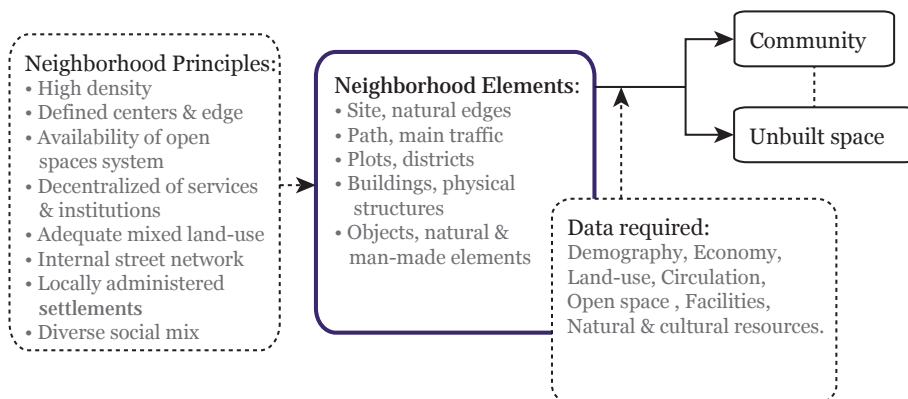 Neighborhood Principles:
• High density
• Defined centers & edge
• Availability of open
spaces system
• Decentralized of services
& institutions
• Adequate mixed land-use
• Internal street network
• Locally administered
settlements
• Diverse social mix
Neighborhood Elements:
• Site, natural edges
• Path, main traffic
• Plots, districts
• Buildings, physical
structures
• Objects, natural &
• man-made elements
Community
Unbuilt space
Data required:
Demography, Economy,
Land-use, Circulation,
Open space , Facilities,
Natural & cultural resources.